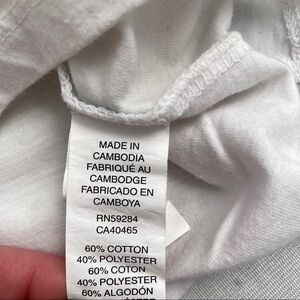 MADE IN
CAMBODIA
FABRIQUÉ AU
CAMBODGE
FABRICADO EN
CAMBOYA
RN59284
CA40465
60% COTTON
40% POLYESTER
60% COTON
40% POLYESTER
60% ALGODÓN